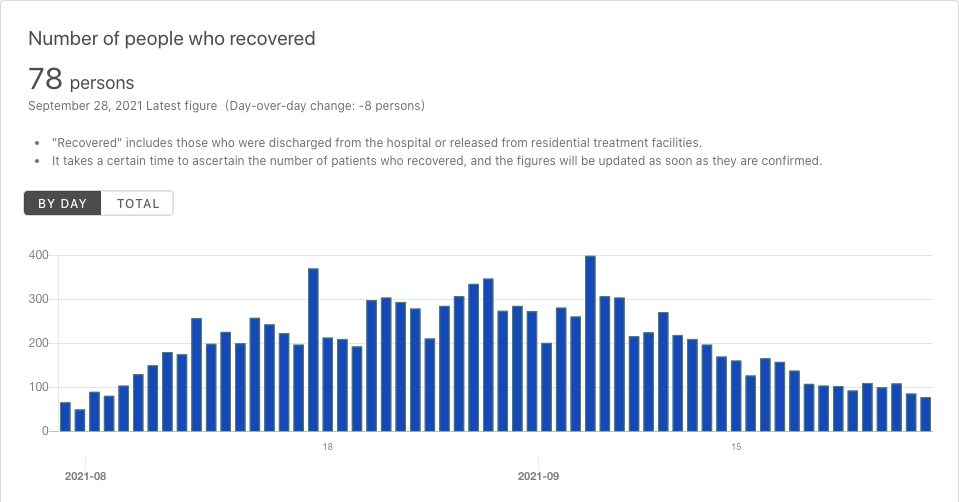 Number of people who recovered
78 persons
September 28, 2021 Latest figure (Day-over-day change: -8 persons)
• "Recovered" includes those who were discharged from the hospital or released from residential treatment facilities.
• It takes a certain time to ascertain the number of patients who recovered, and the figures will be updated as soon as they are confirmed.
BY DAY TOTAL
400
300
200
100
0
18 15
2021-08 2021-09